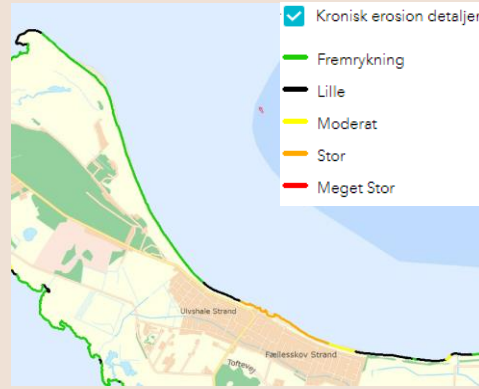 Kronisk erosion detaljer
Fremrykning
Lille
Moderat
Stor
Meget Stor
Ulvshale Strand
Fællesskov Strand
Toftevej